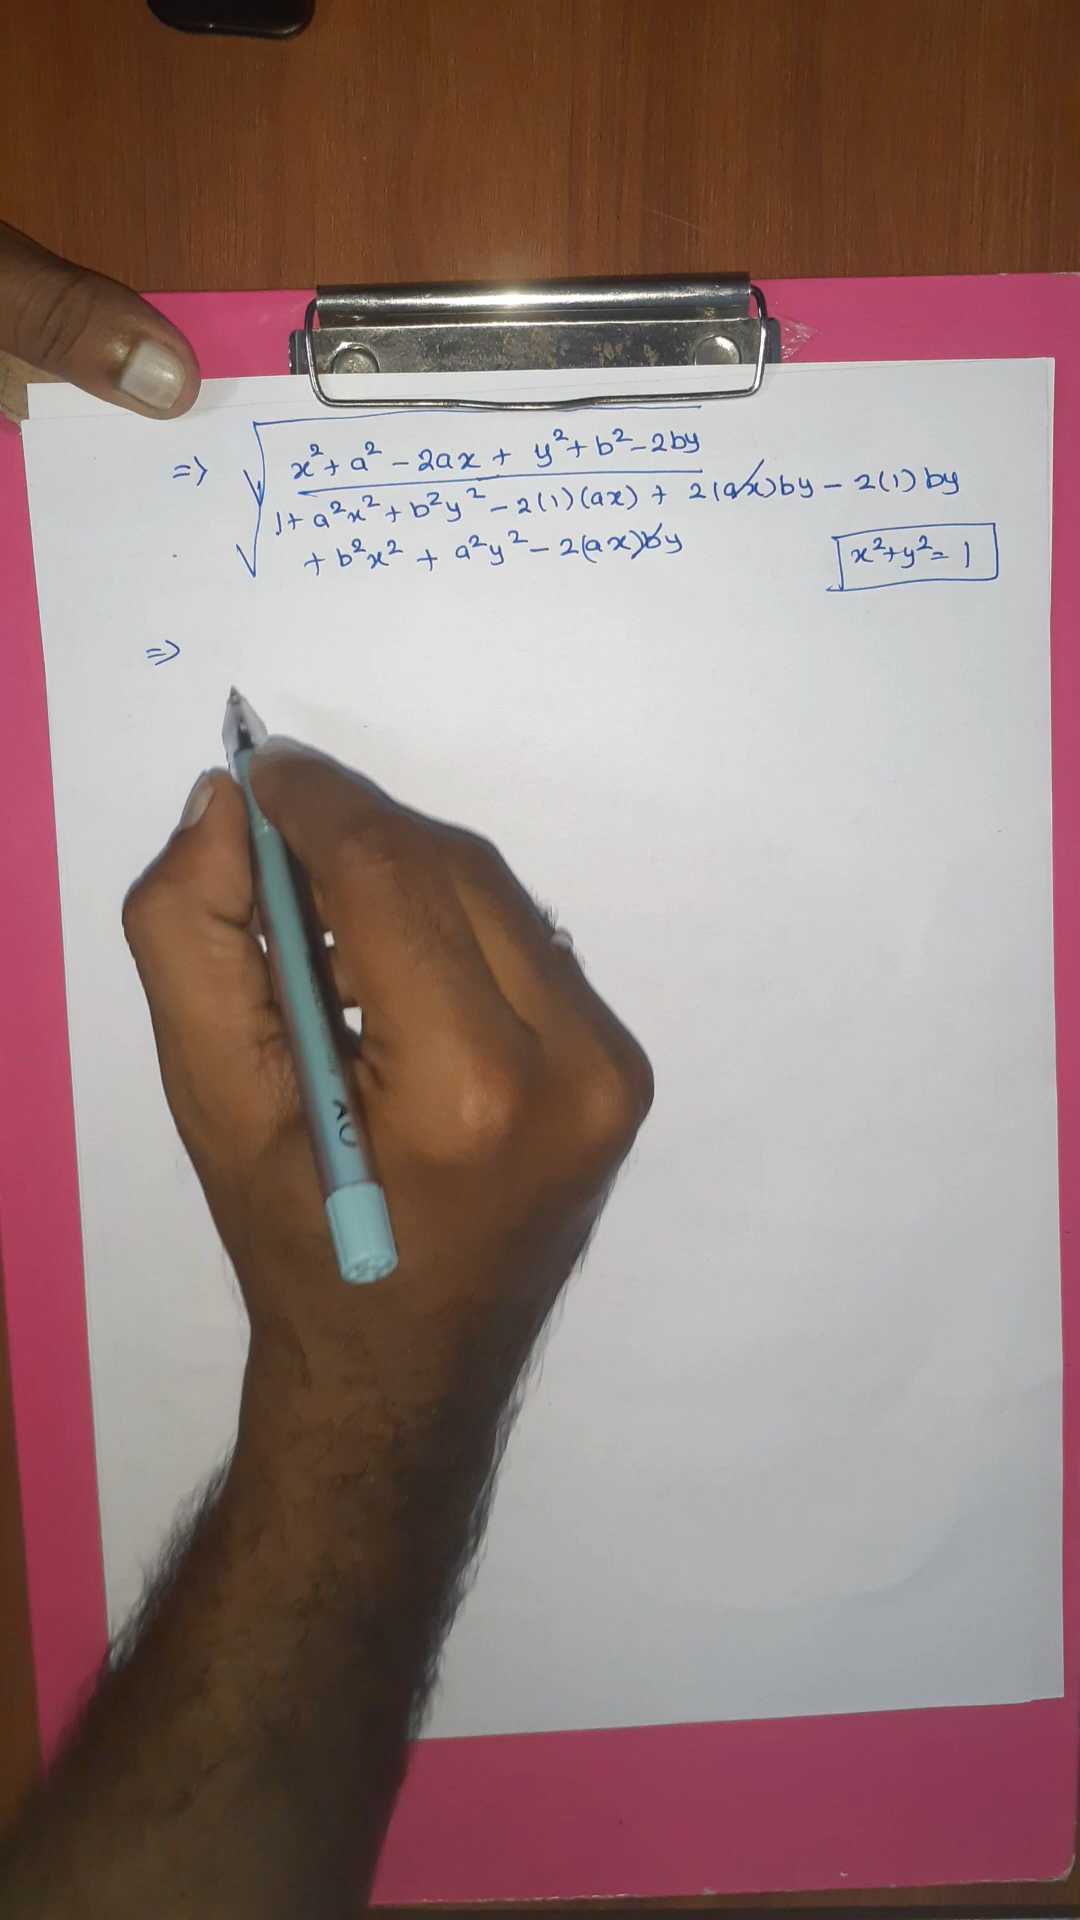 => √ x²+a²-2ax+ y²+b²-2by
1+a²x²+b²y²-2(1)(ax) + 2(ax)by - 2(1)by
+ b²x² + a²y²-2(ax)by
x²+y²=1
=>